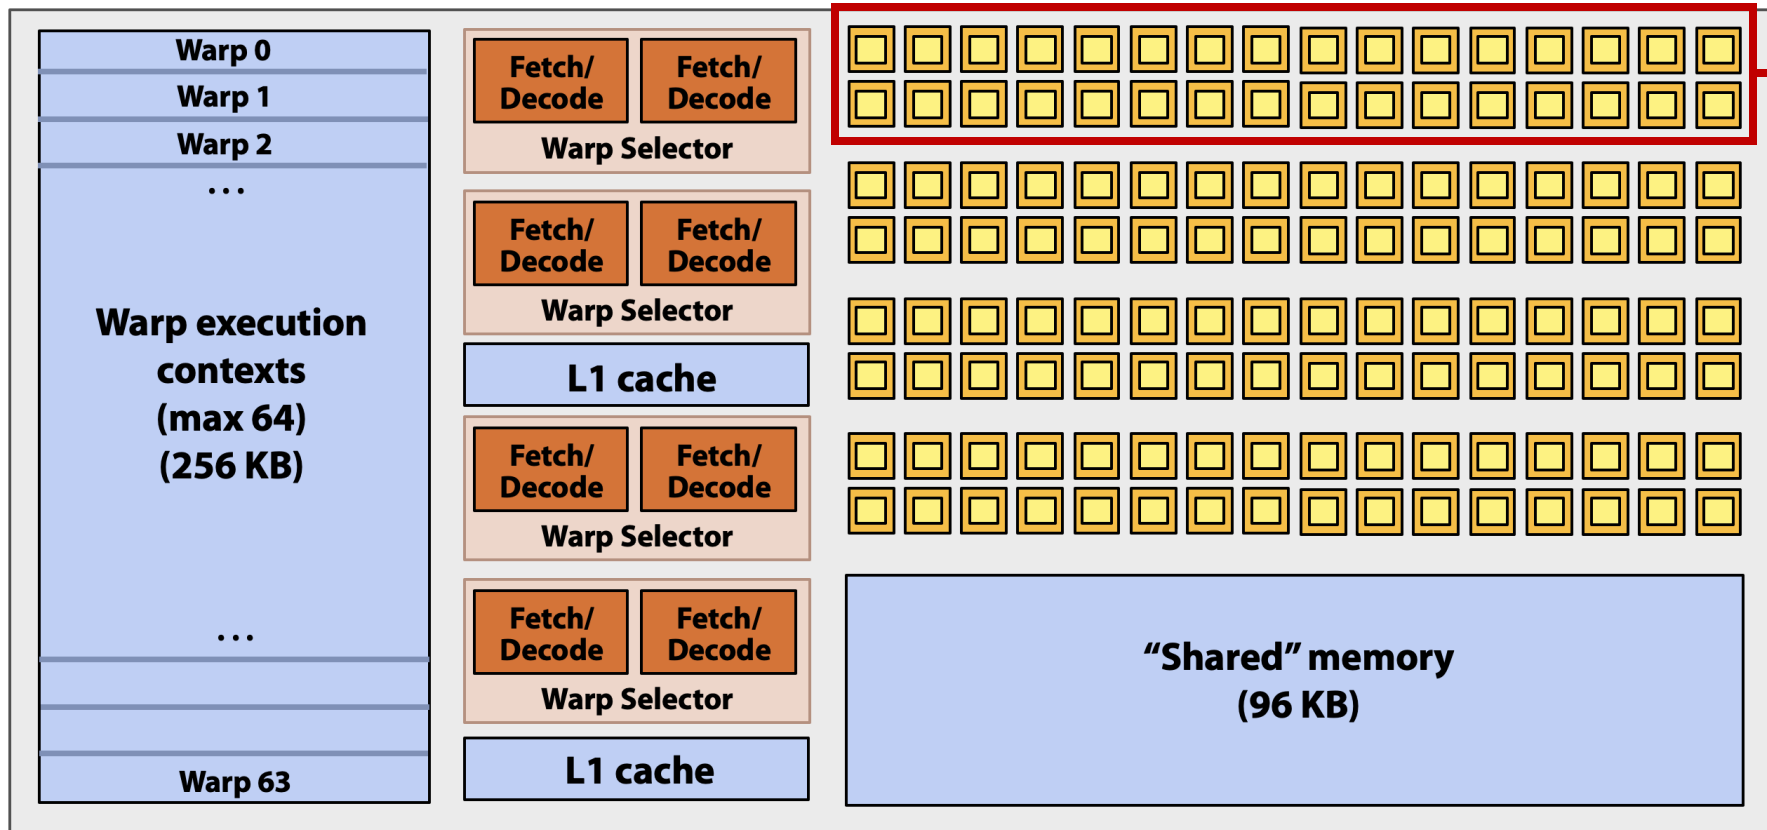 Warp 0
Warp 1
Warp 2
...
Warp execution
contexts
(max 64)
(256 KB)
...
Warp 63
Fetch/
Decode
Fetch/
Decode
Warp Selector
Fetch/
Decode
Fetch/
Decode
Warp Selector
L1 cache
Fetch/
Decode
Fetch/
Decode
Warp Selector
Fetch/
Decode
Fetch/
Decode
Warp Selector
L1 cache
“Shared” memory
(96 KB)